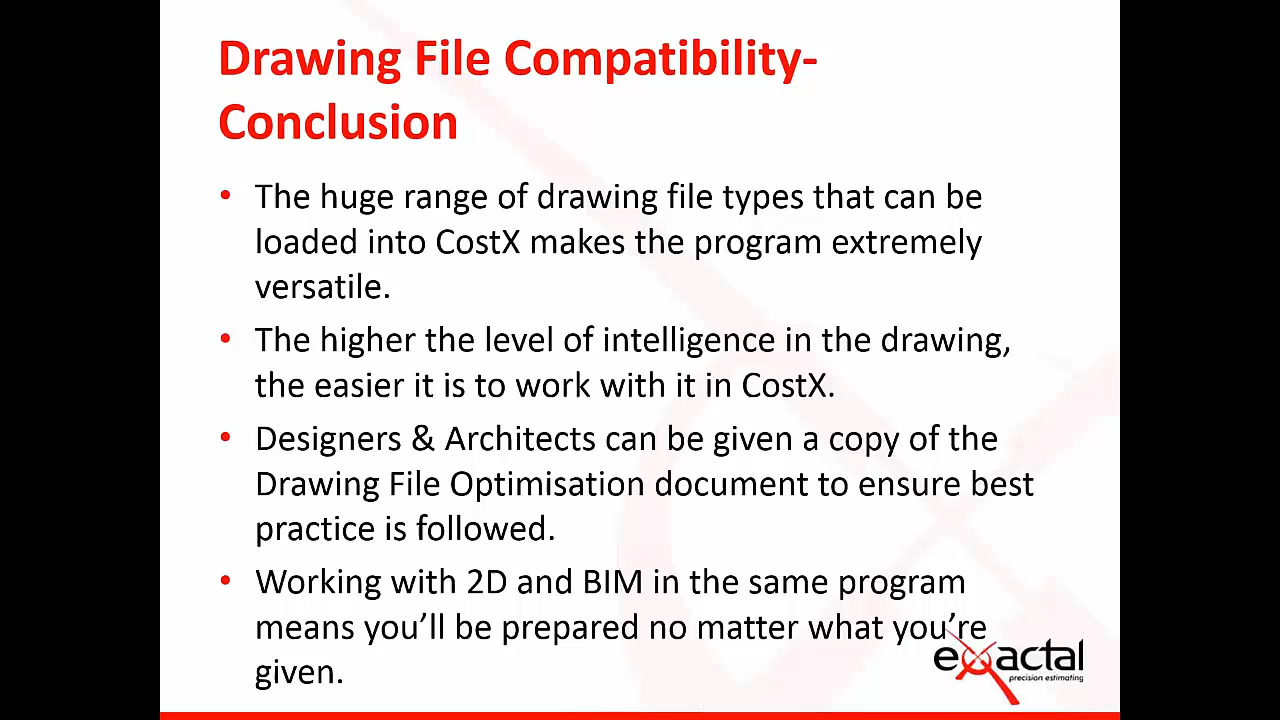 Drawing File Compatibility-
Conclusion
• The huge range of drawing file types that can be
loaded into CostX makes the program extremely
versatile.
• The higher the level of intelligence in the drawing,
the easier it is to work with it in CostX.
• Designers & Architects can be given a copy of the
Drawing File Optimisation document to ensure best
practice is followed.
• Working with 2D and BIM in the same program
means you’ll be prepared no matter what you’re
given.
exactal
precision estimating